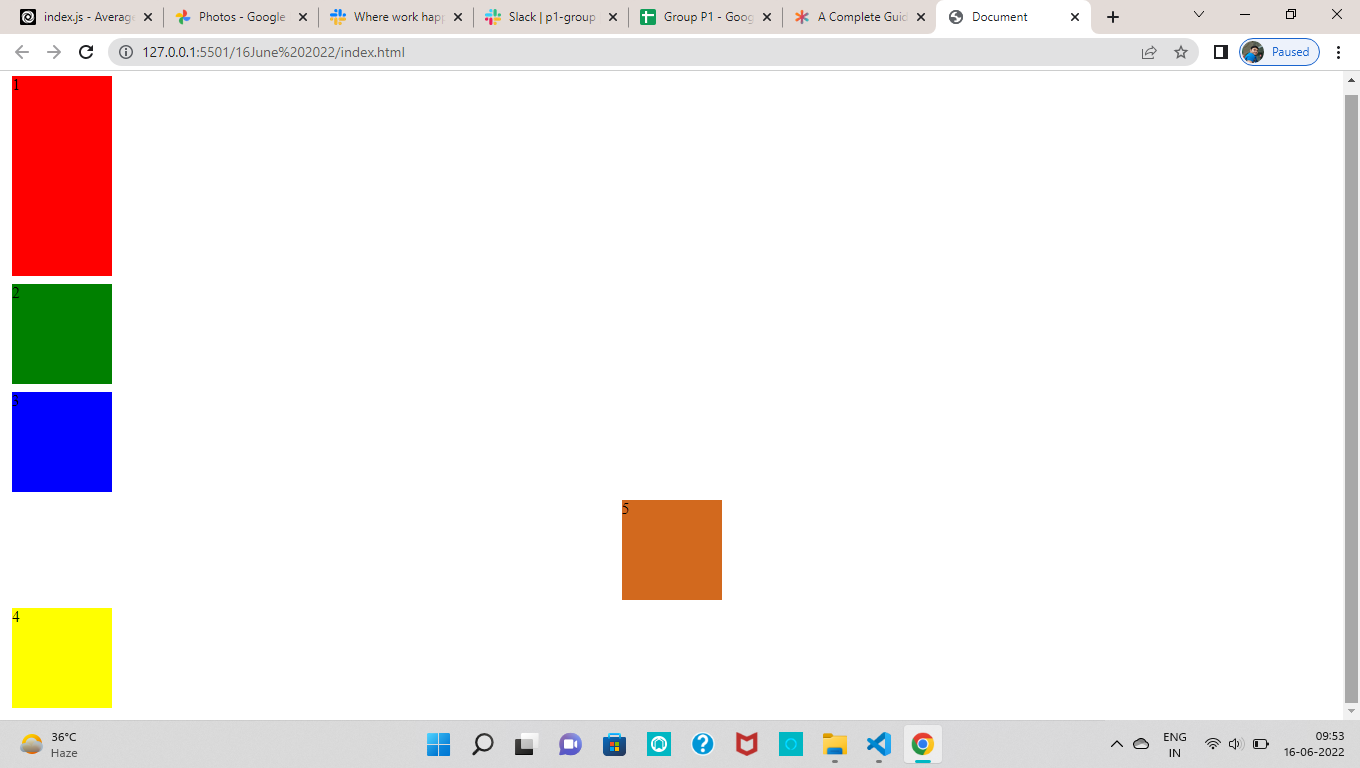 index.js - Average
Photos - Google
Where work happ
Slack | p1-group
Group P1 - Goog
A Complete Guid
Document
127.0.0.1:5501/16June%202022/index.html
Paused
1
2
3
5
4
36°C
Haze
ENG
IN
09:53
16-06-2022